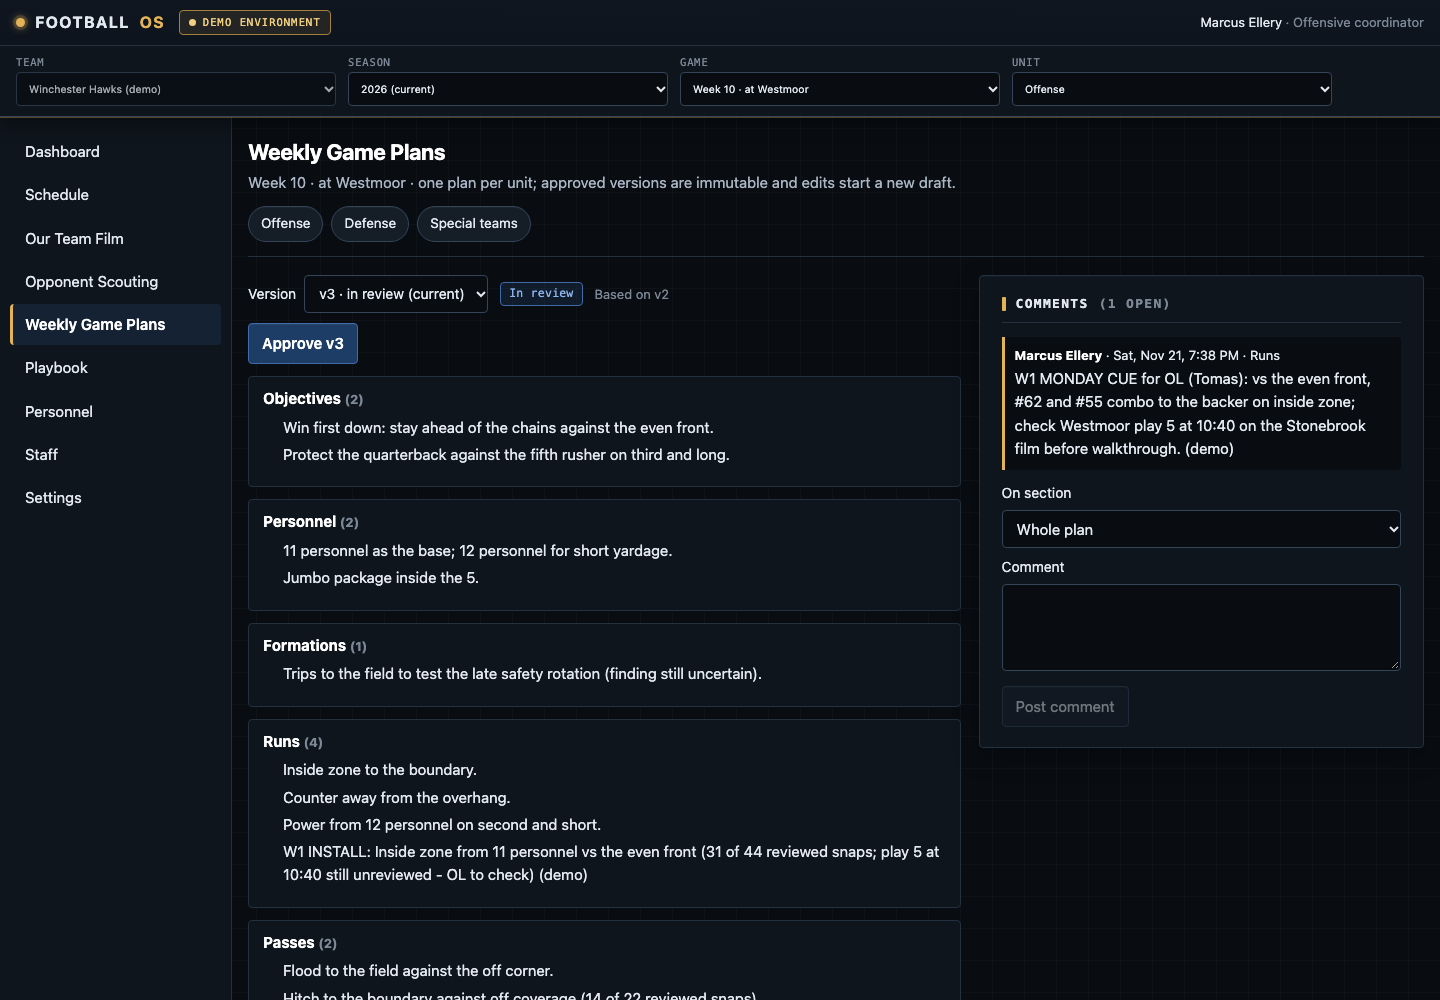 FOOTBALL OS
DEMO ENVIRONMENT
Marcus Ellery · Offensive coordinator
TEAM
Winchester Hawks (demo)
SEASON
2026 (current)
GAME
Week 10 · at Westmoor
UNIT
Offense
Dashboard
Schedule
Our Team Film
Opponent Scouting
Weekly Game Plans
Playbook
Personnel
Staff
Settings
Weekly Game Plans
Week 10 · at Westmoor · one plan per unit; approved versions are immutable and edits start a new draft.
Offense
Defense
Special teams
Version
v3 · in review (current)
In review
Based on v2
Approve v3
Objectives (2)
Win first down: stay ahead of the chains against the even front.
Protect the quarterback against the fifth rusher on third and long.
Personnel (2)
11 personnel as the base; 12 personnel for short yardage.
Jumbo package inside the 5.
Formations (1)
Trips to the field to test the late safety rotation (finding still uncertain).
Runs (4)
Inside zone to the boundary.
Counter away from the overhang.
Power from 12 personnel on second and short.
W1 INSTALL: Inside zone from 11 personnel vs the even front (31 of 44 reviewed snaps; play 5 at
10:40 still unreviewed - OL to check) (demo)
Passes (2)
Flood to the field against the off corner.
Hitch to the boundary against off coverage (14 of 22 reviewed snaps).
COMMENTS (1 OPEN)
Marcus Ellery · Sat, Nov 21, 7:38 PM · Runs
W1 MONDAY CUE for OL (Tomas): vs the even front,
#62 and #55 combo to the backer on inside zone;
check Westmoor play 5 at 10:40 on the Stonebrook
film before walkthrough. (demo)
On section
Whole plan
Comment
Post comment